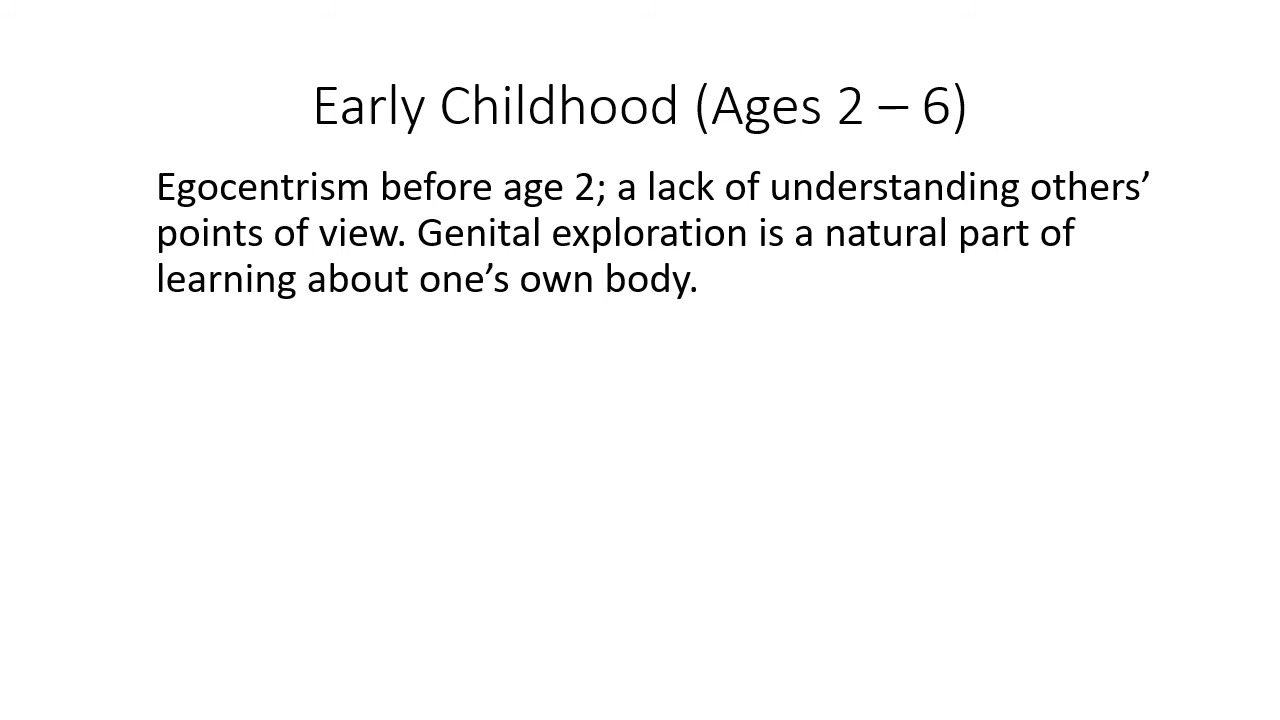 Early Childhood (Ages 2 – 6)
Egocentrism before age 2; a lack of understanding others’
points of view. Genital exploration is a natural part of
learning about one’s own body.